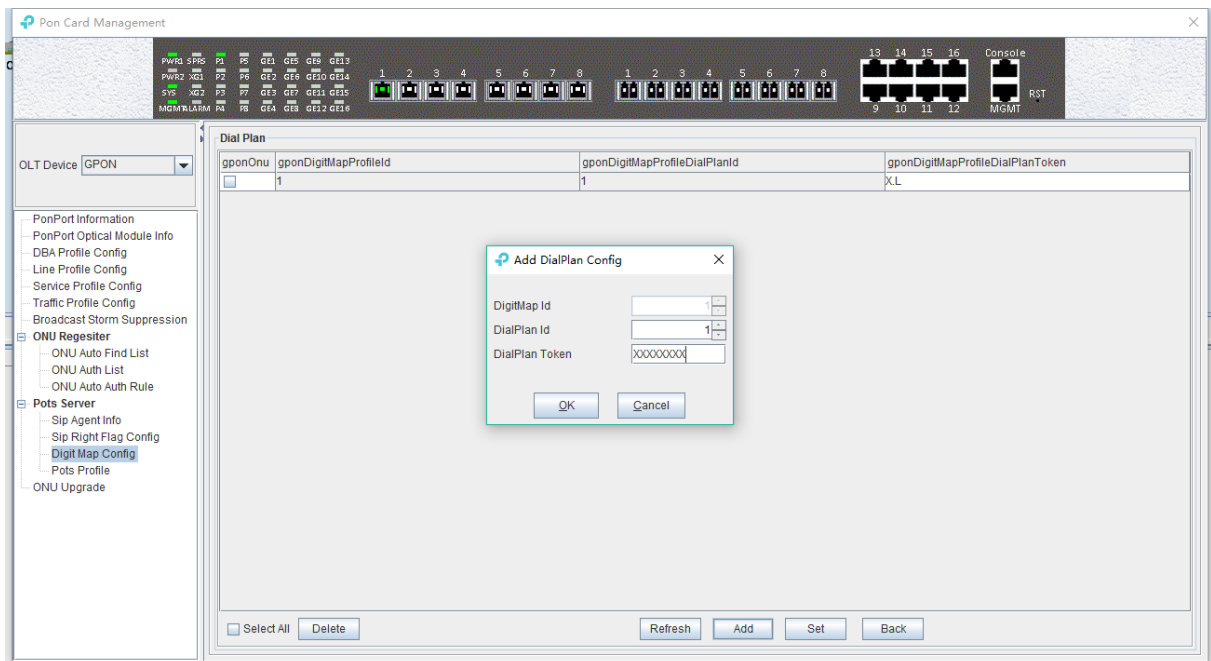 Pon Card Management
13 14 15 16 Console
PWR1 SPR5 P1 P5 GE1 GE5 GE9 GE13
PWR2 XG1 P2 P6 GE2 GE6 GE10 GE14
1 2 3 4 5 6 7 8 1 2 3 4 5 6 7 8
SYS XG2 P3 P7 GE3 GE7 GE11 GE15
RST
P4 P8 GE4 GE8 GE12 GE16
9 10 11 12 MGMT
Dial Plan
OLT Device GPON
gponOnu gponDigitMapProfileId gponDigitMapProfileDialPlanId gponDigitMapProfileDialPlanToken
1 1 X.L
PonPort Information
PonPort Optical Module Info
DBA Profile Config
Line Profile Config
Service Profile Config
Traffic Profile Config
Broadcast Storm Suppression
ONU Regesiter
ONU Auto Find List
ONU Auth List
ONU Auto Auth Rule
Pots Server
Sip Agent Info
Sip Right Flag Config
Digit Map Config
Pots Profile
ONU Upgrade
Add DialPlan Config
DigitMap Id 1
DialPlan Id 1
DialPlan Token XXXXXXXX
OK Cancel
Select All Delete Refresh Add Set Back